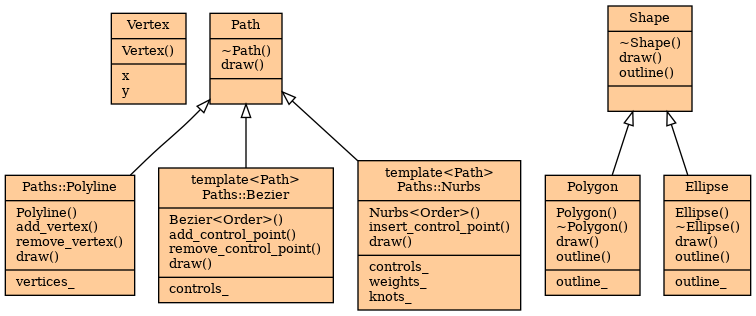 Vertex
Vertex()
x
y
Path
~Path()
draw()
Shape
~Shape()
draw()
outline()
Paths::Polyline
Polyline()
add_vertex()
remove_vertex()
draw()
vertices_
template<Path>
Paths::Bezier
Bezier<Order>()
add_control_point()
remove_control_point()
draw()
controls_
template<Path>
Paths::Nurbs
Nurbs<Order>()
insert_control_point()
draw()
controls_
weights_
knots_
Polygon
Polygon()
~Polygon()
draw()
outline()
outline_
Ellipse
Ellipse()
~Ellipse()
draw()
outline()
outline_